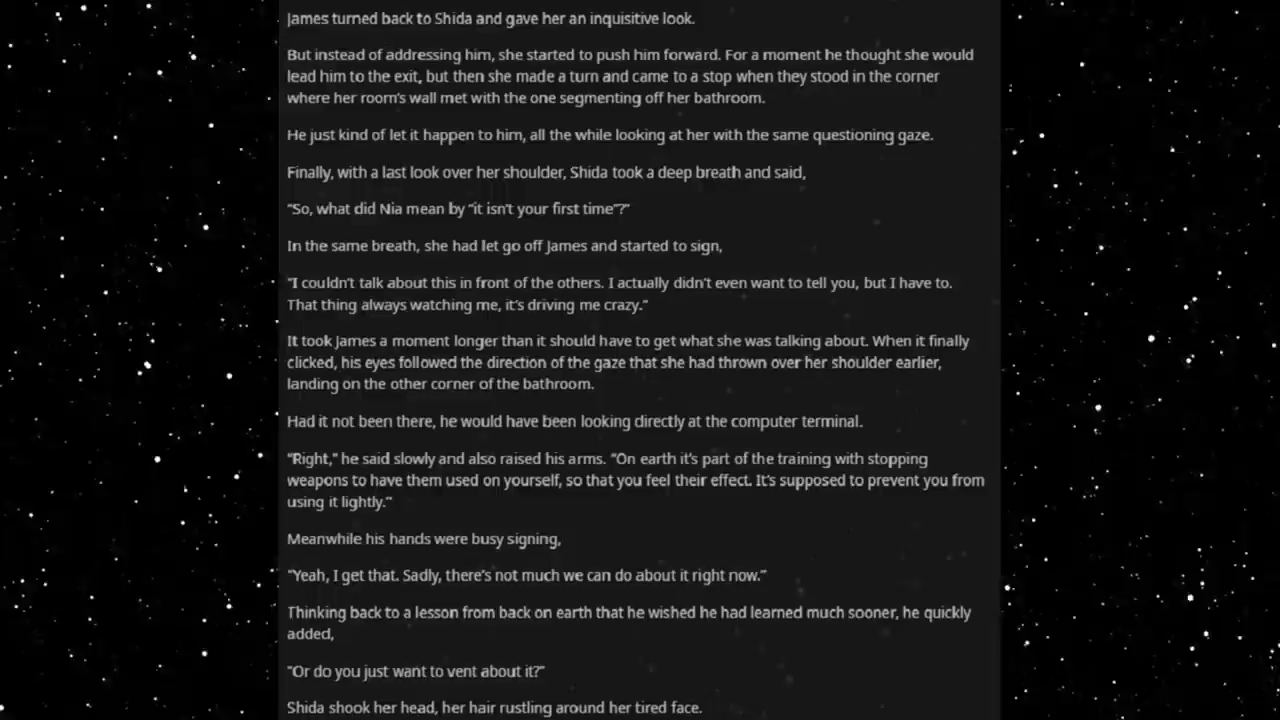 James turned back to Shida and gave her an inquisitive look.
But instead of addressing him, she started to push him forward. For a moment he thought she would
lead him to the exit, but then she made a turn and came to a stop when they stood in the corner
where her room's wall met with the one segmenting off her bathroom.
He just kind of let it happen to him, all the while looking at her with the same questioning gaze.
Finally, with a last look over her shoulder, Shida took a deep breath and said,
“So, what did Nia mean by “it isn't your first time”?”
In the same breath, she had let go off James and started to sign,
“I couldn't talk about this in front of the others. I actually didn't even want to tell you, but I have to.
That thing always watching me, it's driving me crazy.”
It took James a moment longer than it should have to get what she was talking about. When it finally
clicked, his eyes followed the direction of the gaze that she had thrown over her shoulder earlier,
landing on the other corner of the bathroom.
Had it not been there, he would have been looking directly at the computer terminal.
“Right,” he said slowly and also raised his arms. “On earth it's part of the training with stopping
weapons to have them used on yourself, so that you feel their effect. It's supposed to prevent you from
using it lightly.”
Meanwhile his hands were busy signing,
“Yeah, I get that. Sadly, there's not much we can do about it right now.”
Thinking back to a lesson from back on earth that he wished he had learned much sooner, he quickly
added,
“Or do you just want to vent about it?”
Shida shook her head, her hair rustling around her tired face.